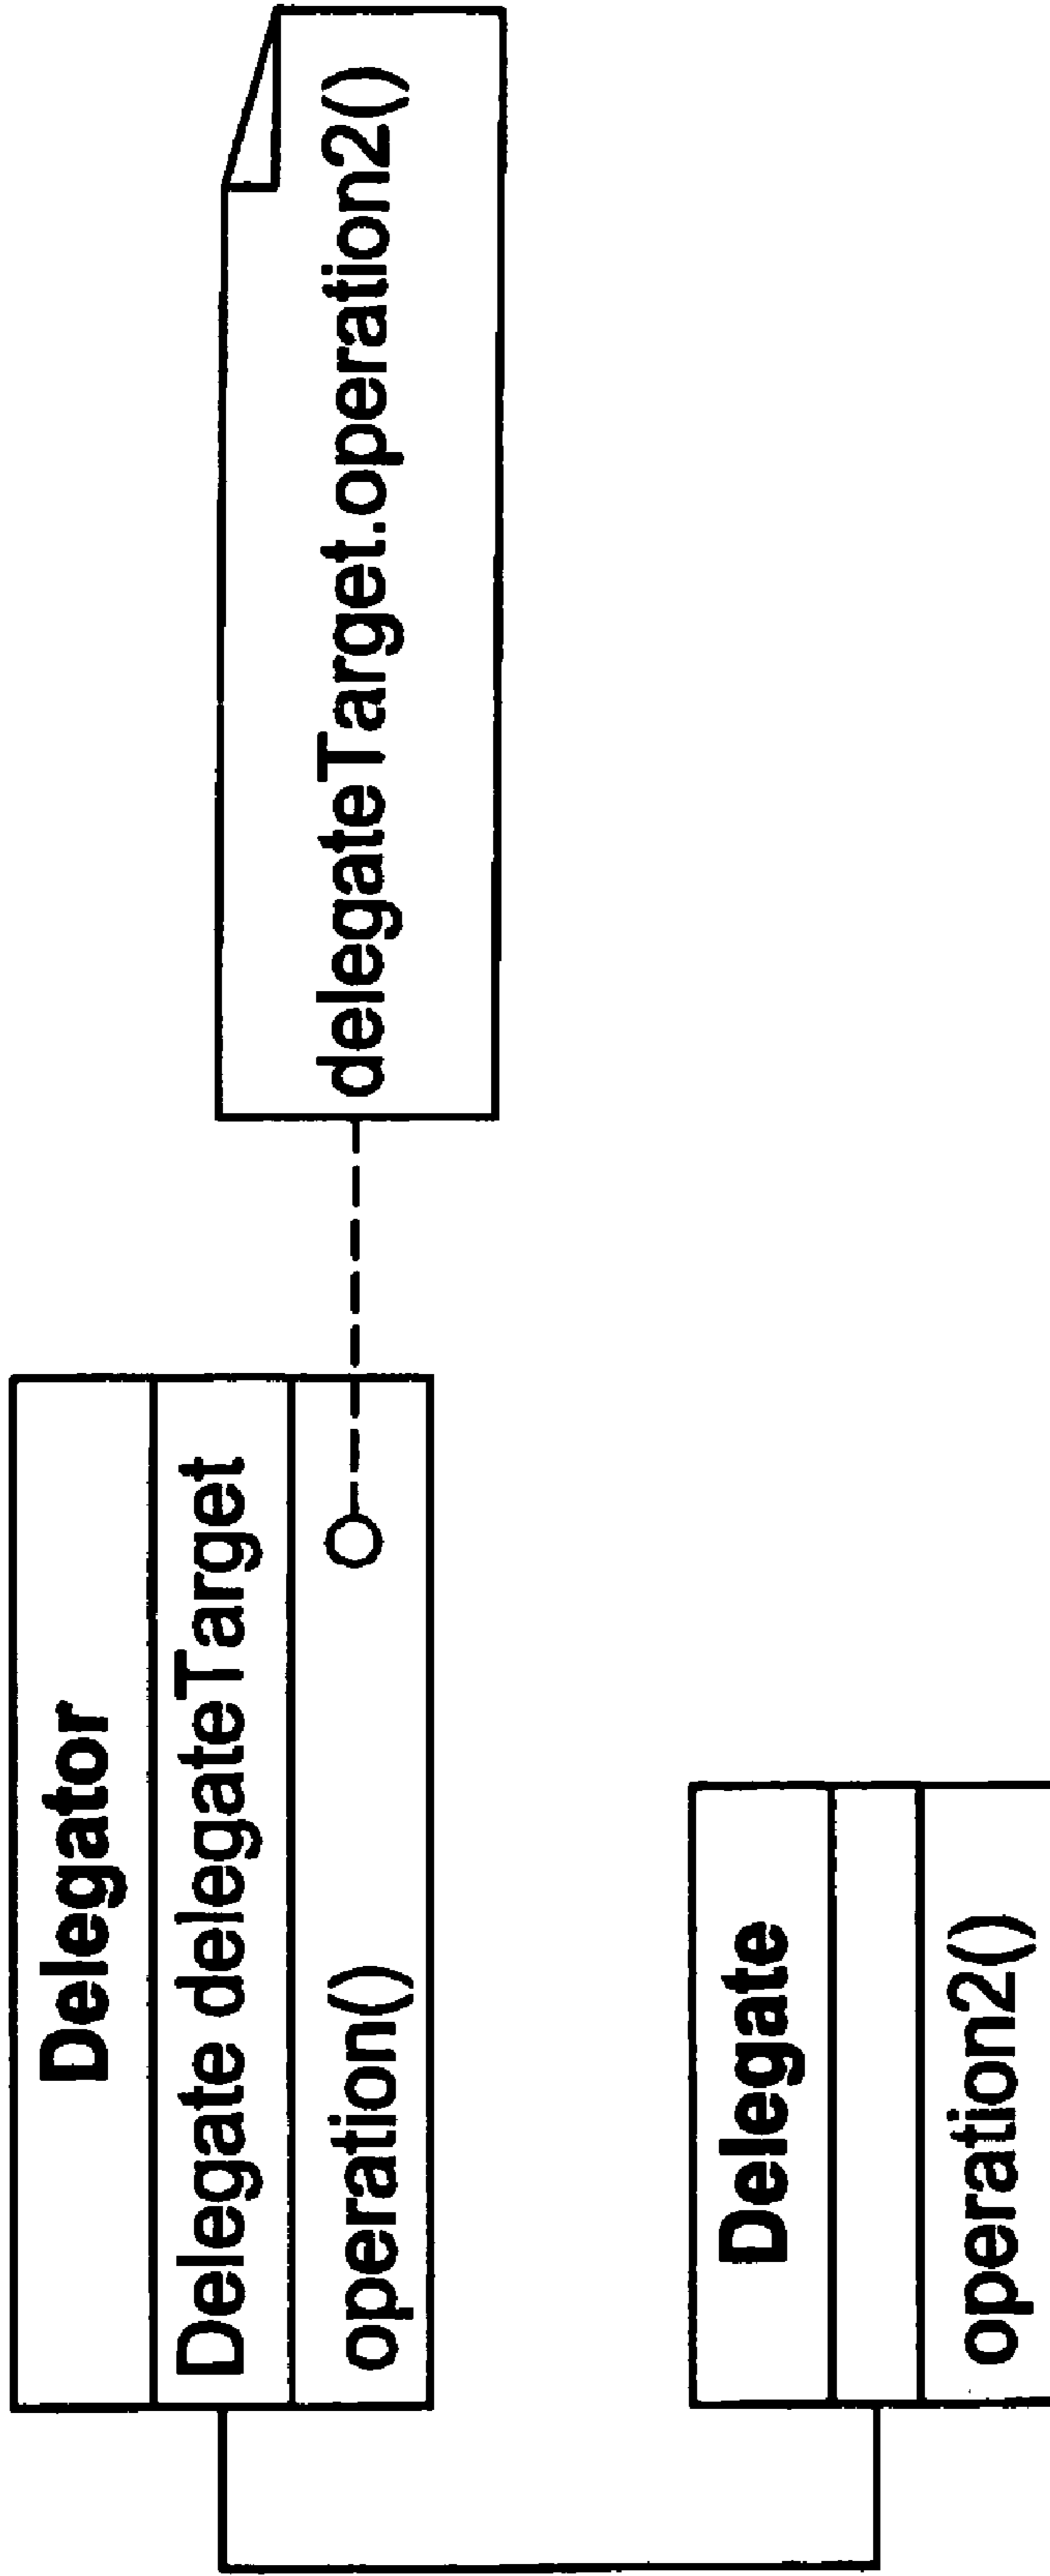 Delegator
Delegate delegateTarget
operation()
delegateTarget.operation2()
Delegate
operation2()